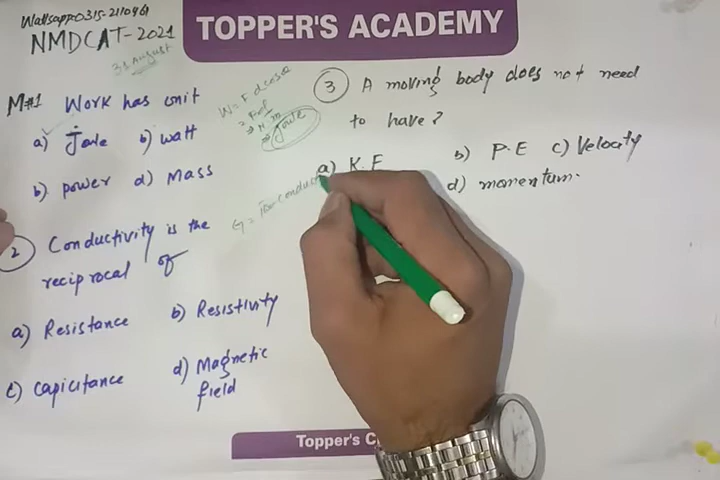 Wattsapp:0315-2110461
NMDCAT-2021
31 August
TOPPER'S ACADEMY
M#1 Work has unit
a) Joule b) watt
b) power d) Mass
W = F d cosθ
Joule
2 Conductivity is the
reciprocal of
a) Resistance b) Resistivity
c) Capicitance d) Magnetic
field
3 A moving body does not need
to have?
a) K.E b) P.E c) Velocity
d) momentum.
Topper's